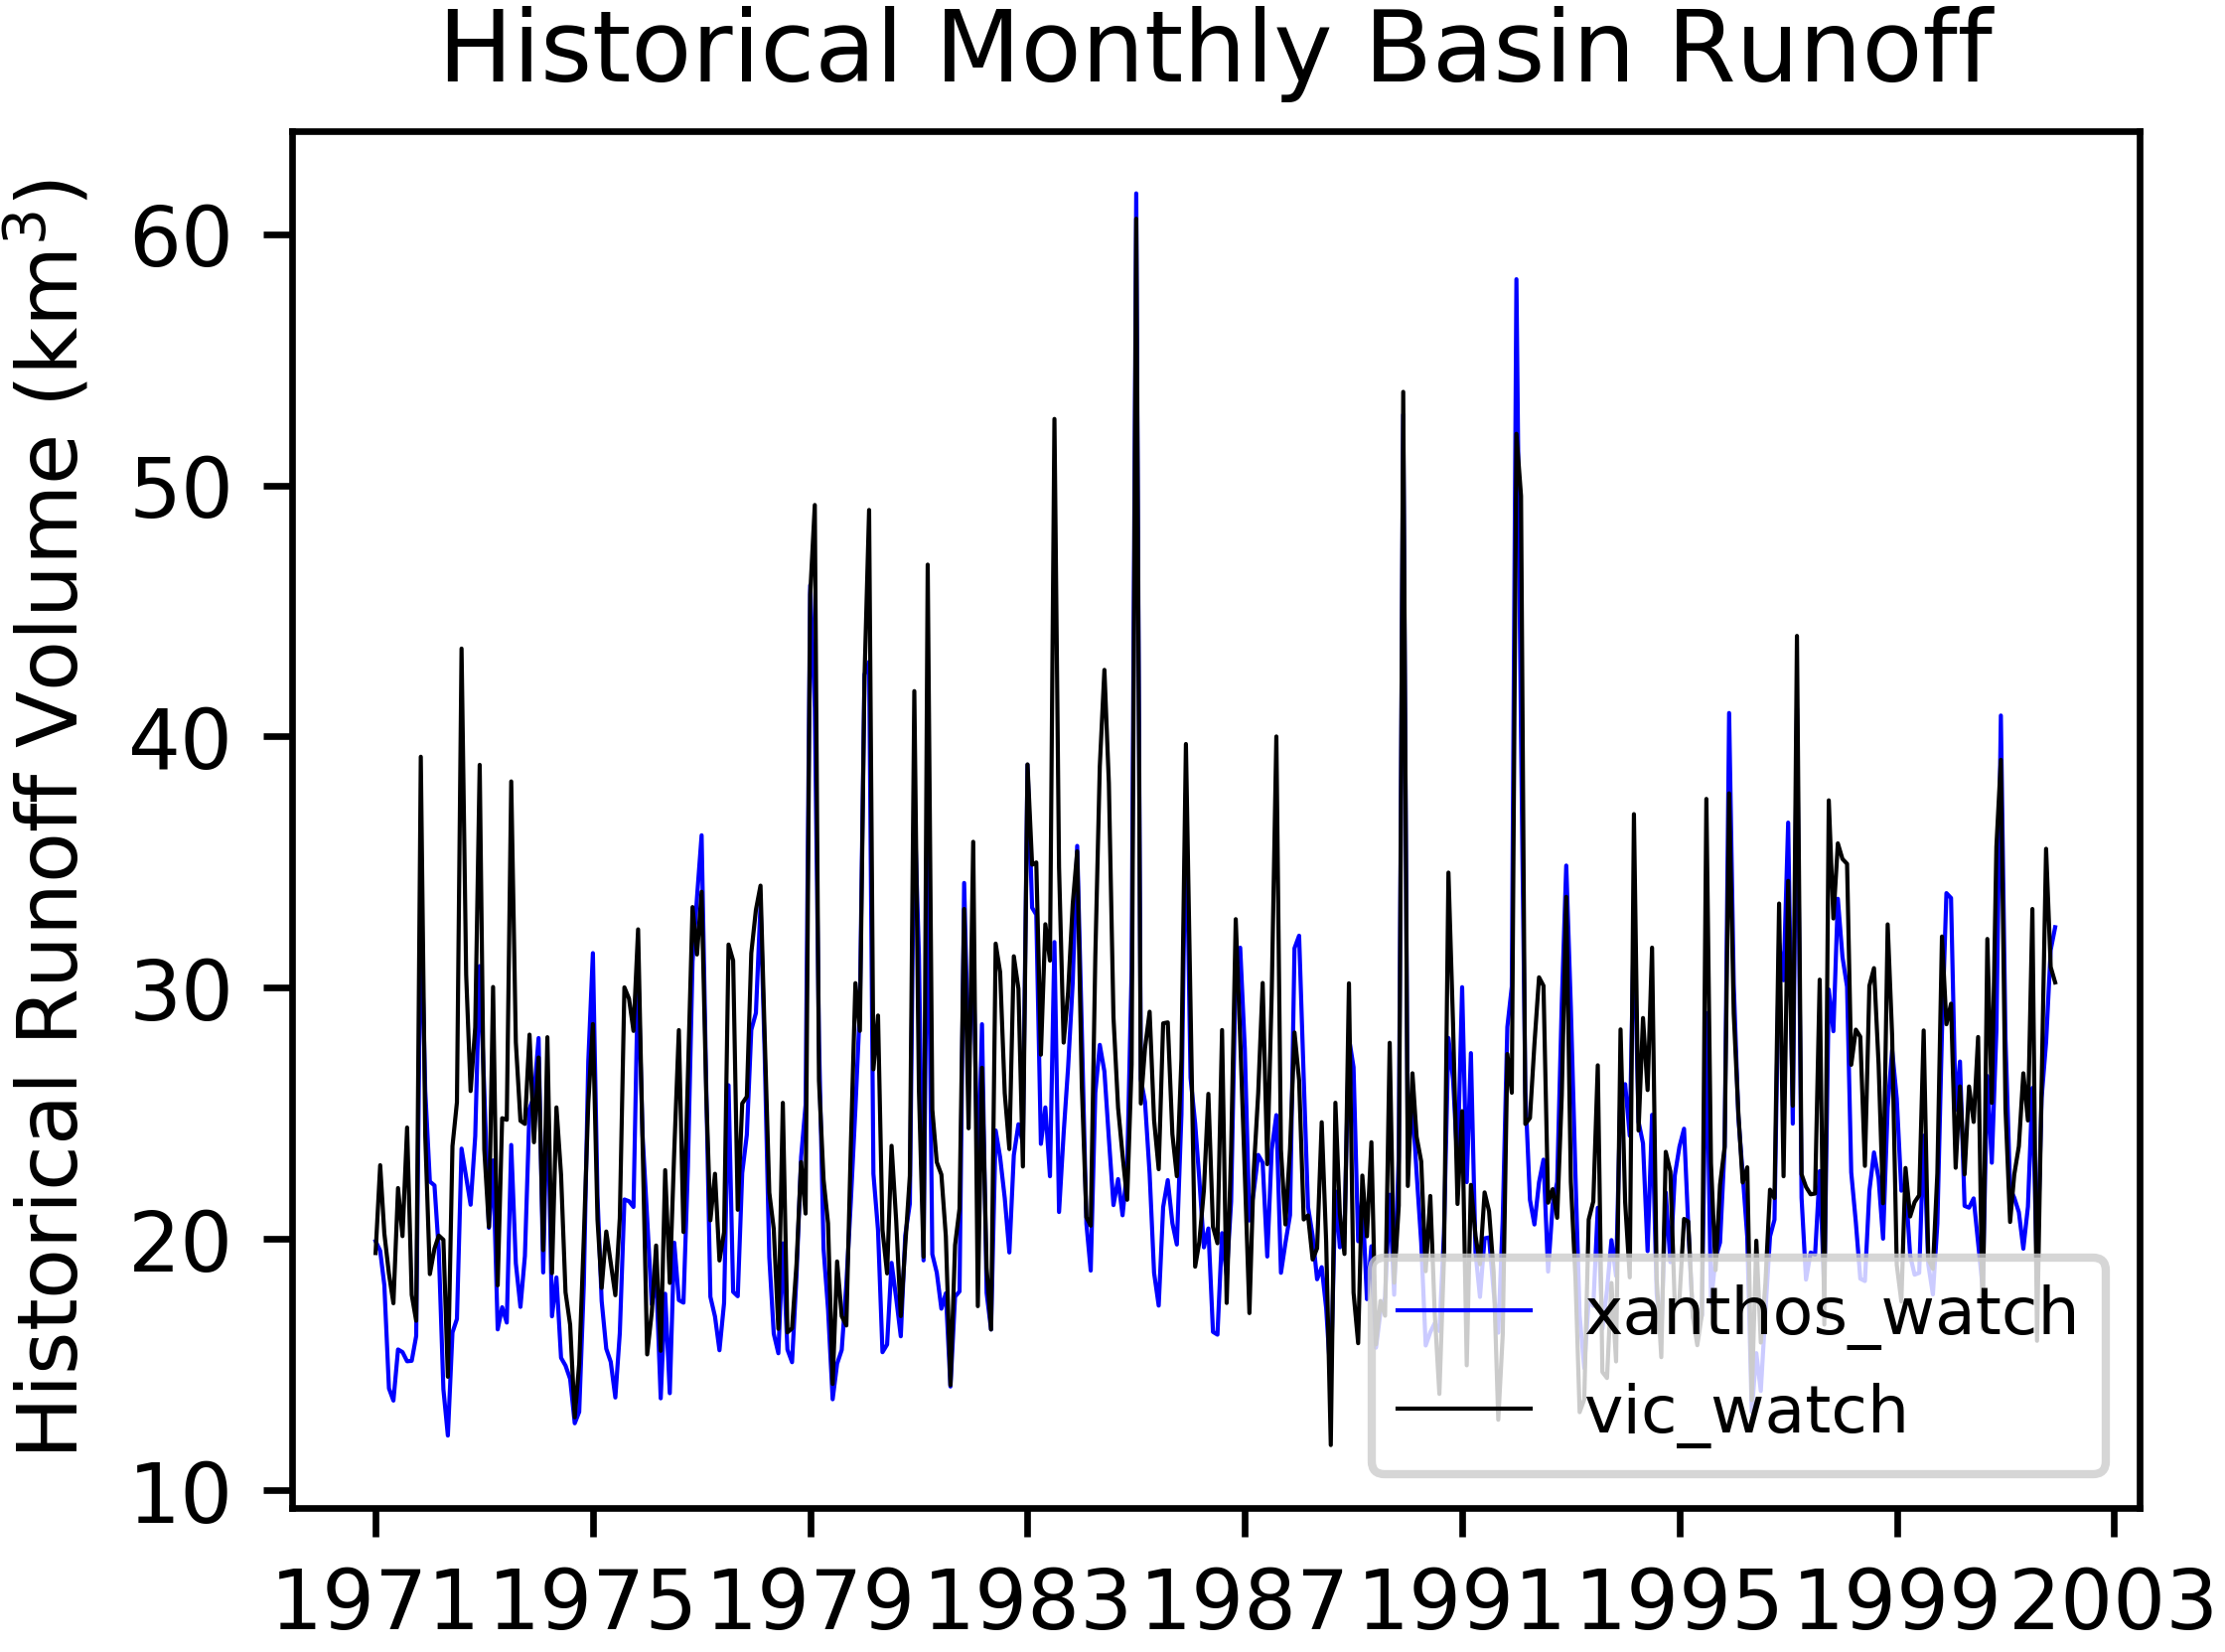 Historical Monthly Basin Runoff
Historical Runoff Volume (km³)
60
50
40
30
20
10
xanthos_watch
vic_watch
1971 1975 1979 1983 1987 1991 1995 1999 2003